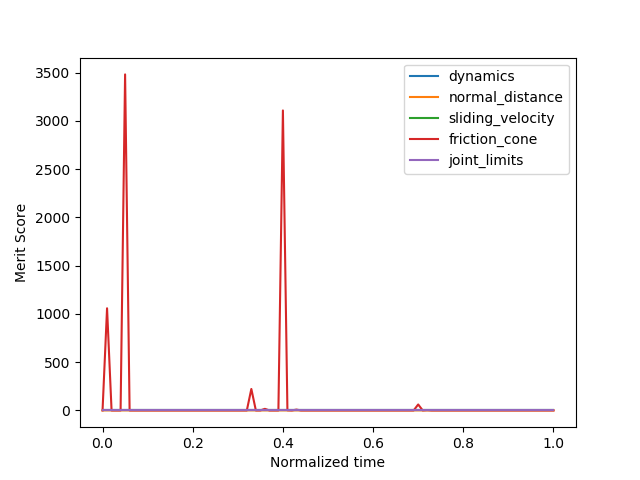 3500
3000
2500
2000
1500
1000
500
0
Merit Score
dynamics
normal_distance
sliding_velocity
friction_cone
joint_limits
0.0 0.2 0.4 0.6 0.8 1.0
Normalized time